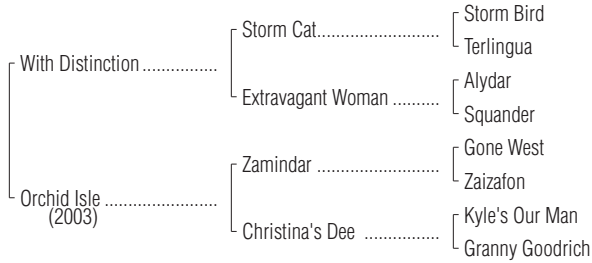 Storm Bird
Storm Cat..............................
Terlingua
With Distinction ................
Alydar
Extravagant Woman ..........
Squander
Gone West
Zamindar ..........................
Zaizafon
Orchid Isle .......................
(2003)
Kyle's Our Man
Christina's Dee ................
Granny Goodrich